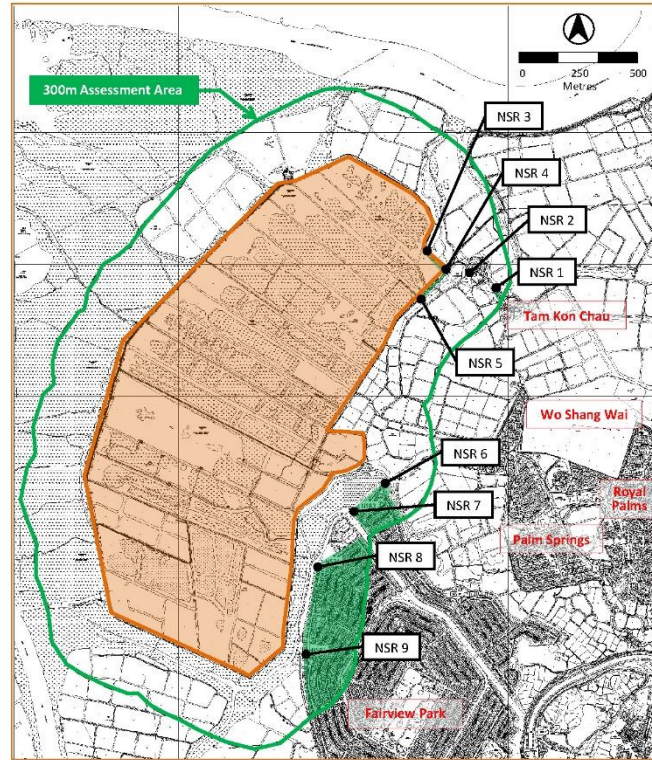 0 250 500
Metres
300m Assessment Area
NSR 3
NSR 4
NSR 2
NSR 1
Tam Kon Chau
NSR 5
Wo Shang Wai
NSR 6
Royal
Palms
NSR 7
Palm Springs
NSR 8
NSR 9
Fairview Park